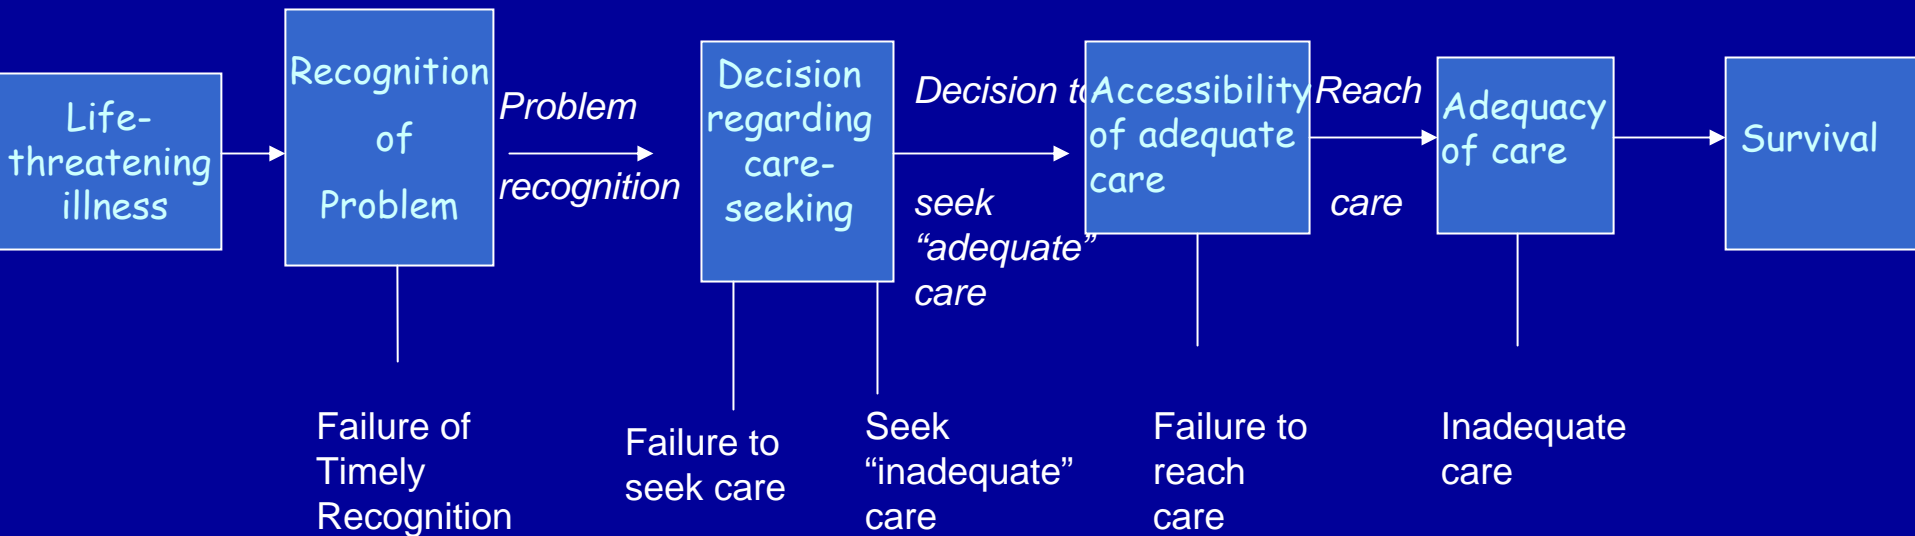 Life-
threatening
illness
Recognition
of
Problem
Problem
recognition
Decision
regarding
care-
seeking
Decision to
seek
“adequate”
care
Accessibility
of adequate
care
Reach
care
Adequacy
of care
Survival
Failure of
Timely
Recognition
Failure to
seek care
Seek
“inadequate”
care
Failure to
reach
care
Inadequate
care